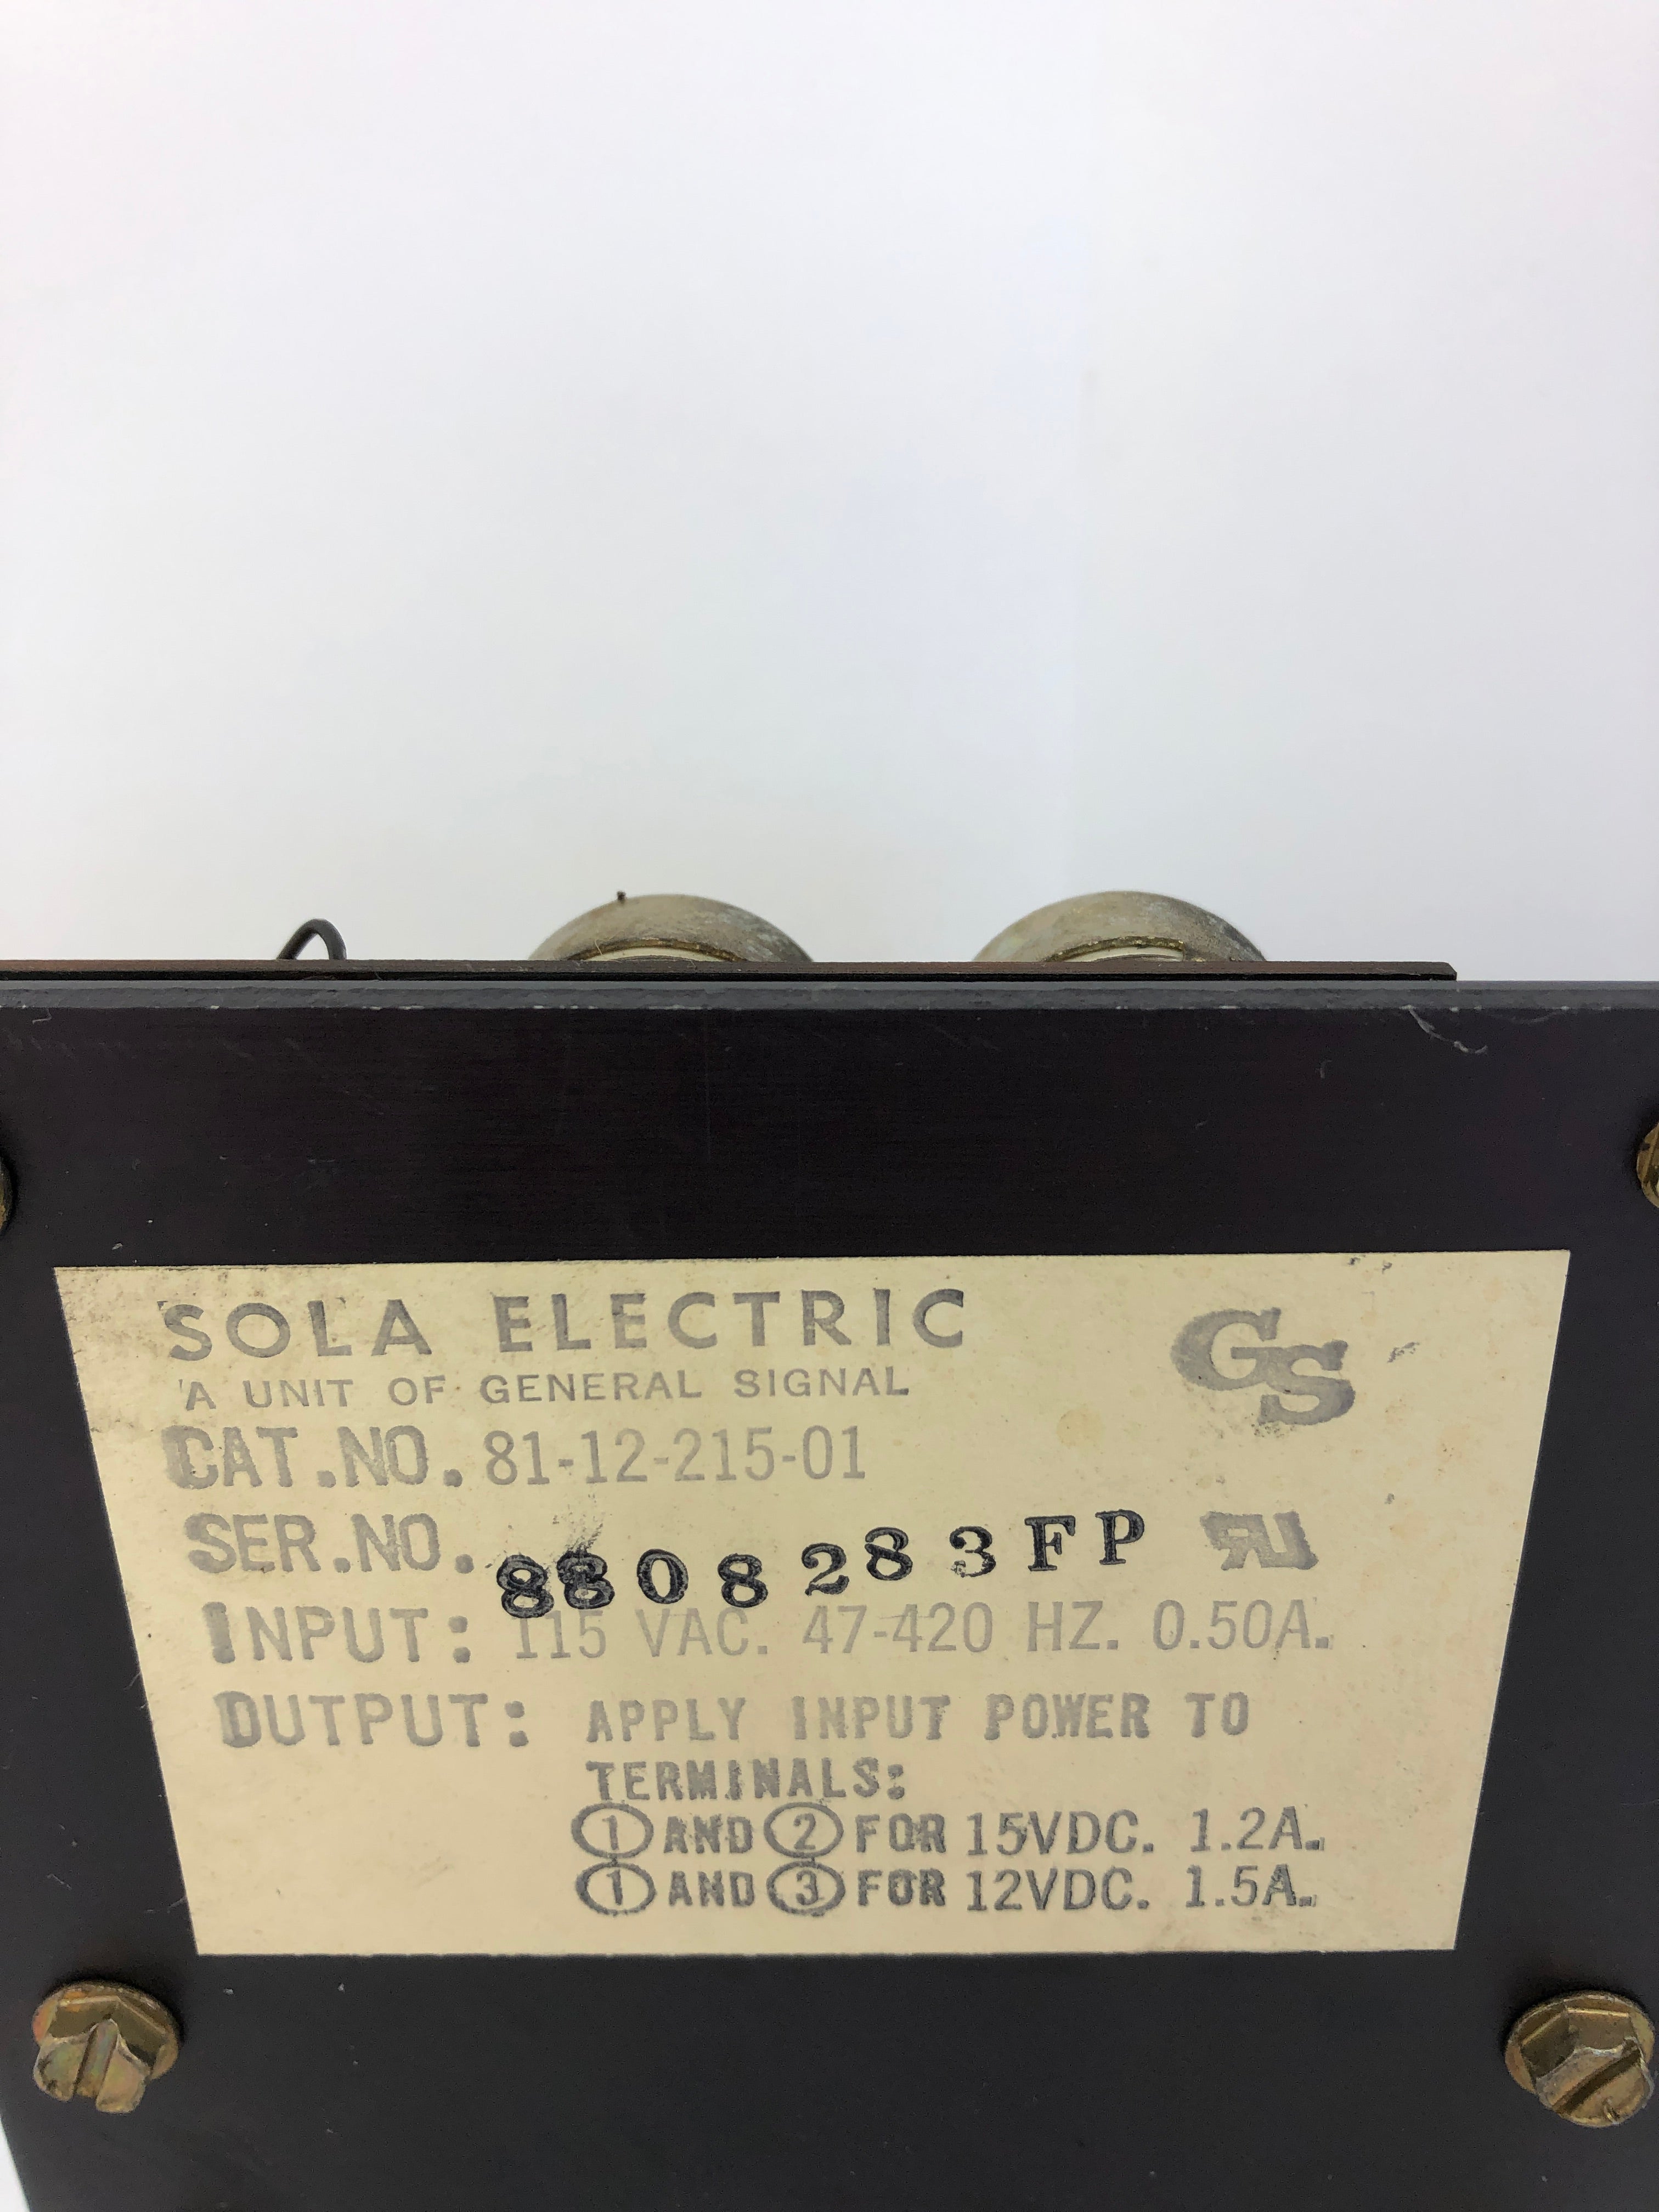 SOLA ELECTRIC
GS
A UNIT OF GENERAL SIGNAL
CAT.NO. 81-12-215-01
SER.NO. 8808283FP RU
INPUT: 115 VAC. 47-420 HZ. 0.50A.
OUTPUT: APPLY INPUT POWER TO
TERMINALS:
1 AND 2 FOR 15VDC. 1.2A.
1 AND 3 FOR 12VDC. 1.5A.